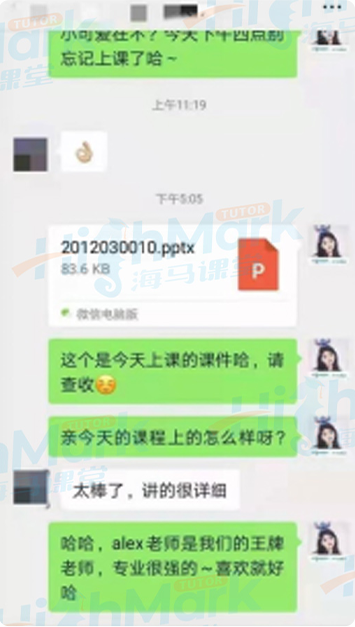 小可爱在不？今天下午四点别
忘记上课了哈～
上午11:19
下午5:05
2012030010.pptx
83.6 KB
P
微信电脑版
这个是今天上课的课件哈，请
查收
亲今天的课程上的怎么样呀？
太棒了，讲的很详细
哈哈，alex老师是我们的王牌
老师，专业很强的～喜欢就好
哈
HighMark
TUTOR
海马课堂